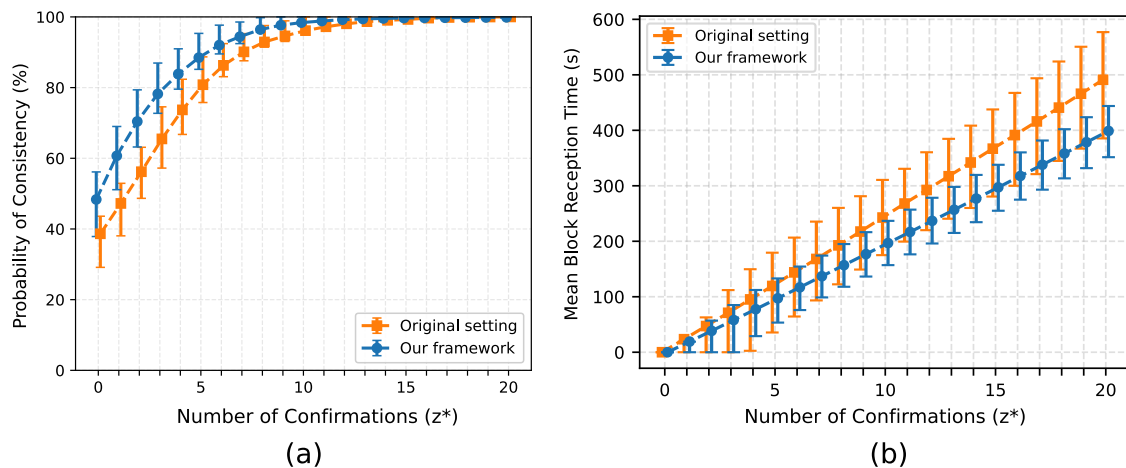 100
80
60
40
20
0
0 5 10 15 20
Probability of Consistency (%)
Number of Confirmations (z*)
Original setting
Our framework
(a)
600
500
400
300
200
100
0
0 5 10 15 20
Mean Block Reception Time (s)
Number of Confirmations (z*)
Original setting
Our framework
(b)